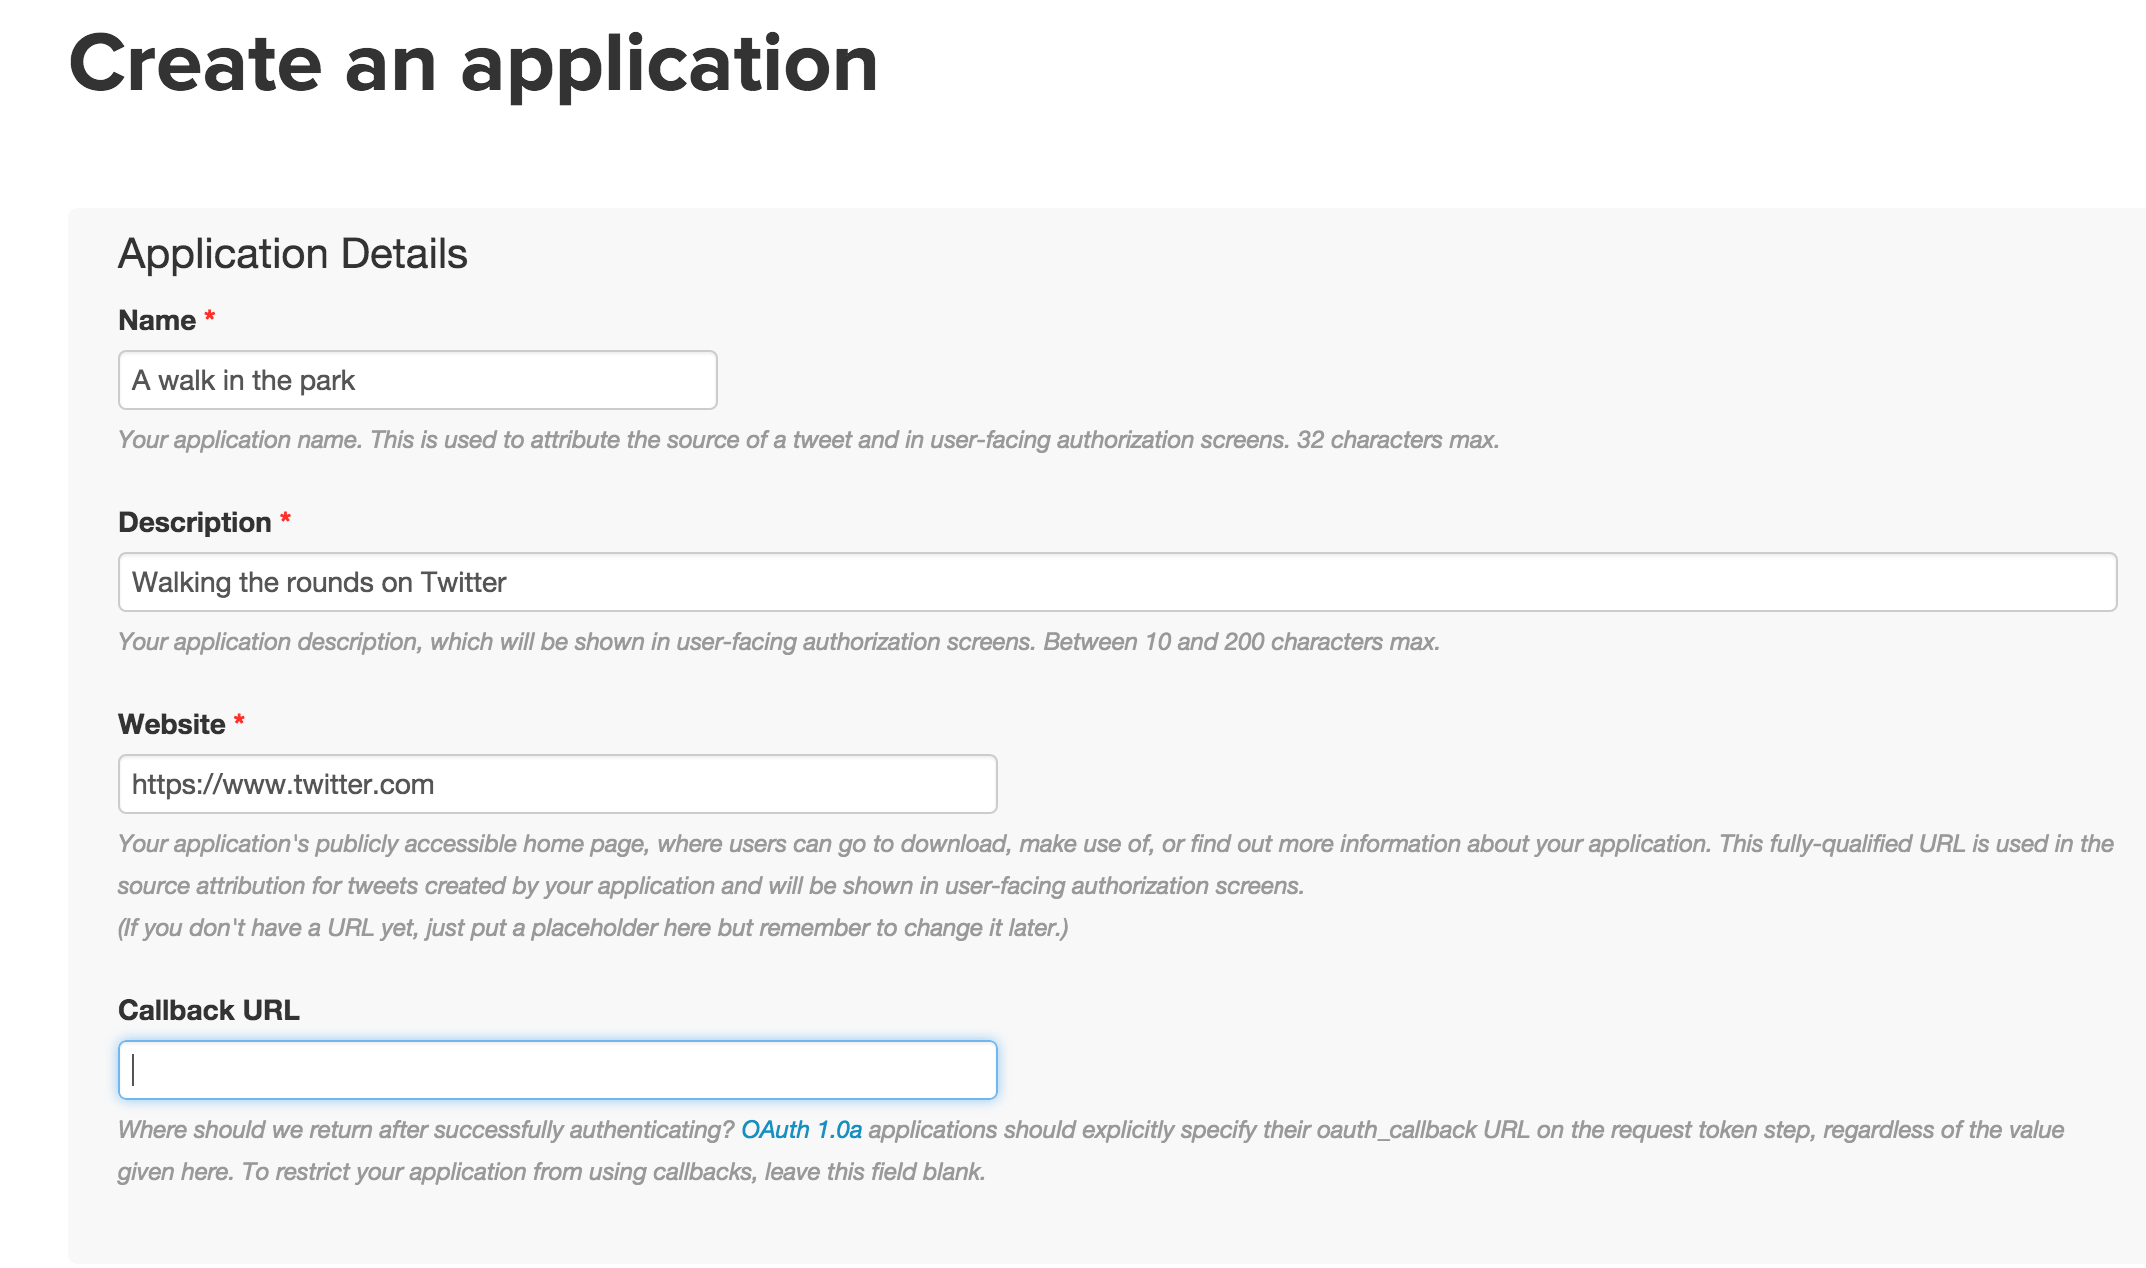 Create an application
Application Details
Name *
A walk in the park
Your application name. This is used to attribute the source of a tweet and in user-facing authorization screens. 32 characters max.
Description *
Walking the rounds on Twitter
Your application description, which will be shown in user-facing authorization screens. Between 10 and 200 characters max.
Website *
https://www.twitter.com
Your application's publicly accessible home page, where users can go to download, make use of, or find out more information about your application. This fully-qualified URL is used in the
source attribution for tweets created by your application and will be shown in user-facing authorization screens.
(If you don't have a URL yet, just put a placeholder here but remember to change it later.)
Callback URL
Where should we return after successfully authenticating? OAuth 1.0a applications should explicitly specify their oauth_callback URL on the request token step, regardless of the value
given here. To restrict your application from using callbacks, leave this field blank.